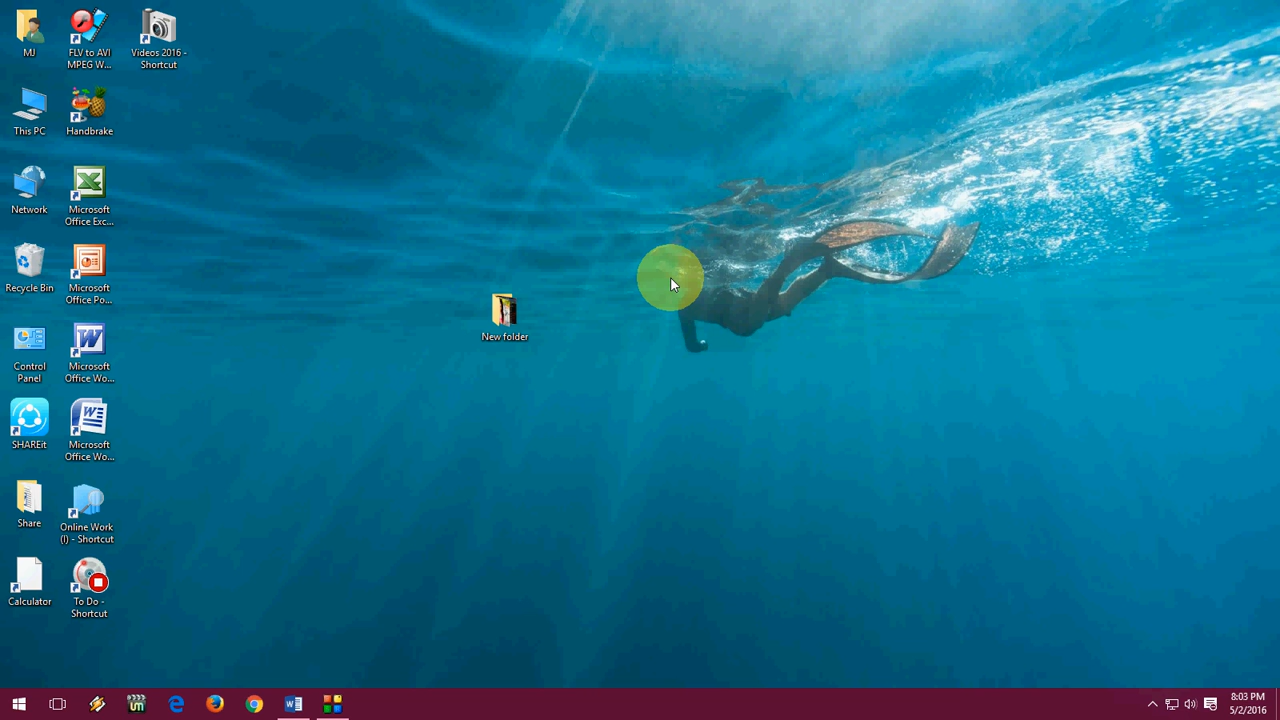 MJ
FLV to AVI
MPEG W...
Videos 2016 -
Shortcut
This PC
Handbrake
Network
Microsoft
Office Exc...
Recycle Bin
Microsoft
Office Po...
Control
Panel
Microsoft
Office Wo...
SHAREit
Microsoft
Office Wo...
Share
Online Work
(I) - Shortcut
Calculator
To Do -
Shortcut
New folder
8:03 PM
5/2/2016